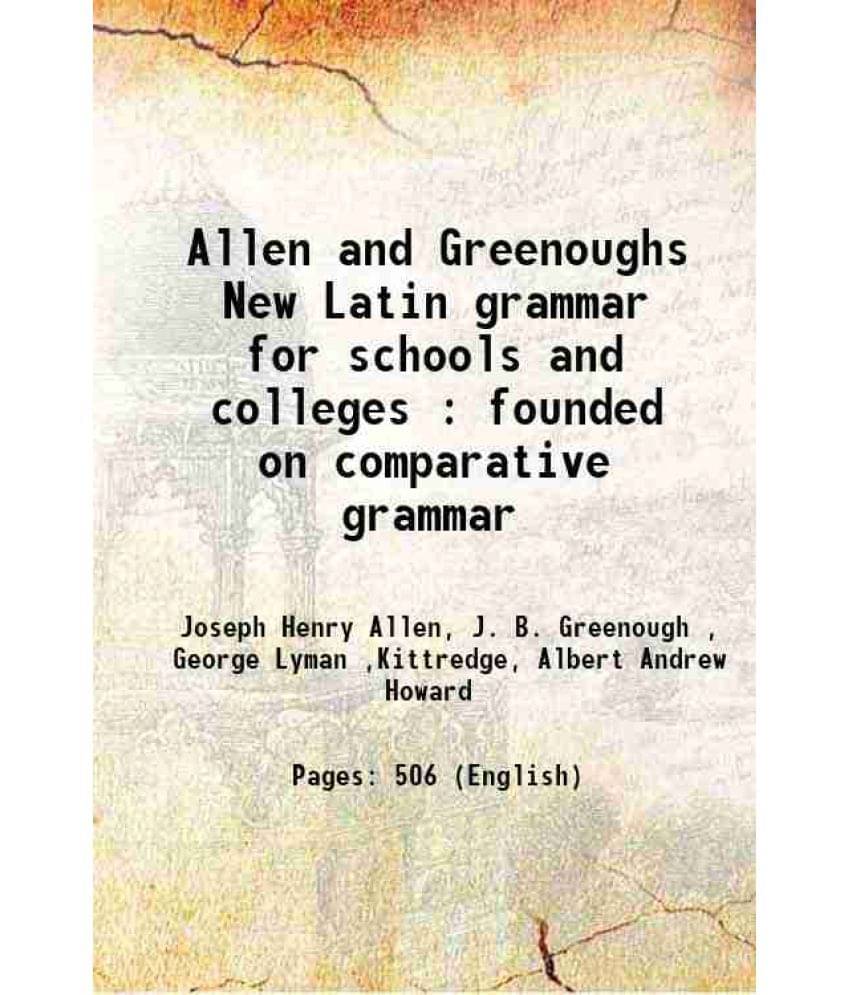 Allen and Greenoughs
New Latin grammar
for schools and
colleges : founded
on comparative
grammar
Joseph Henry Allen, J. B. Greenough ,
George Lyman ,Kittredge, Albert Andrew
Howard
Pages: 506 (English)